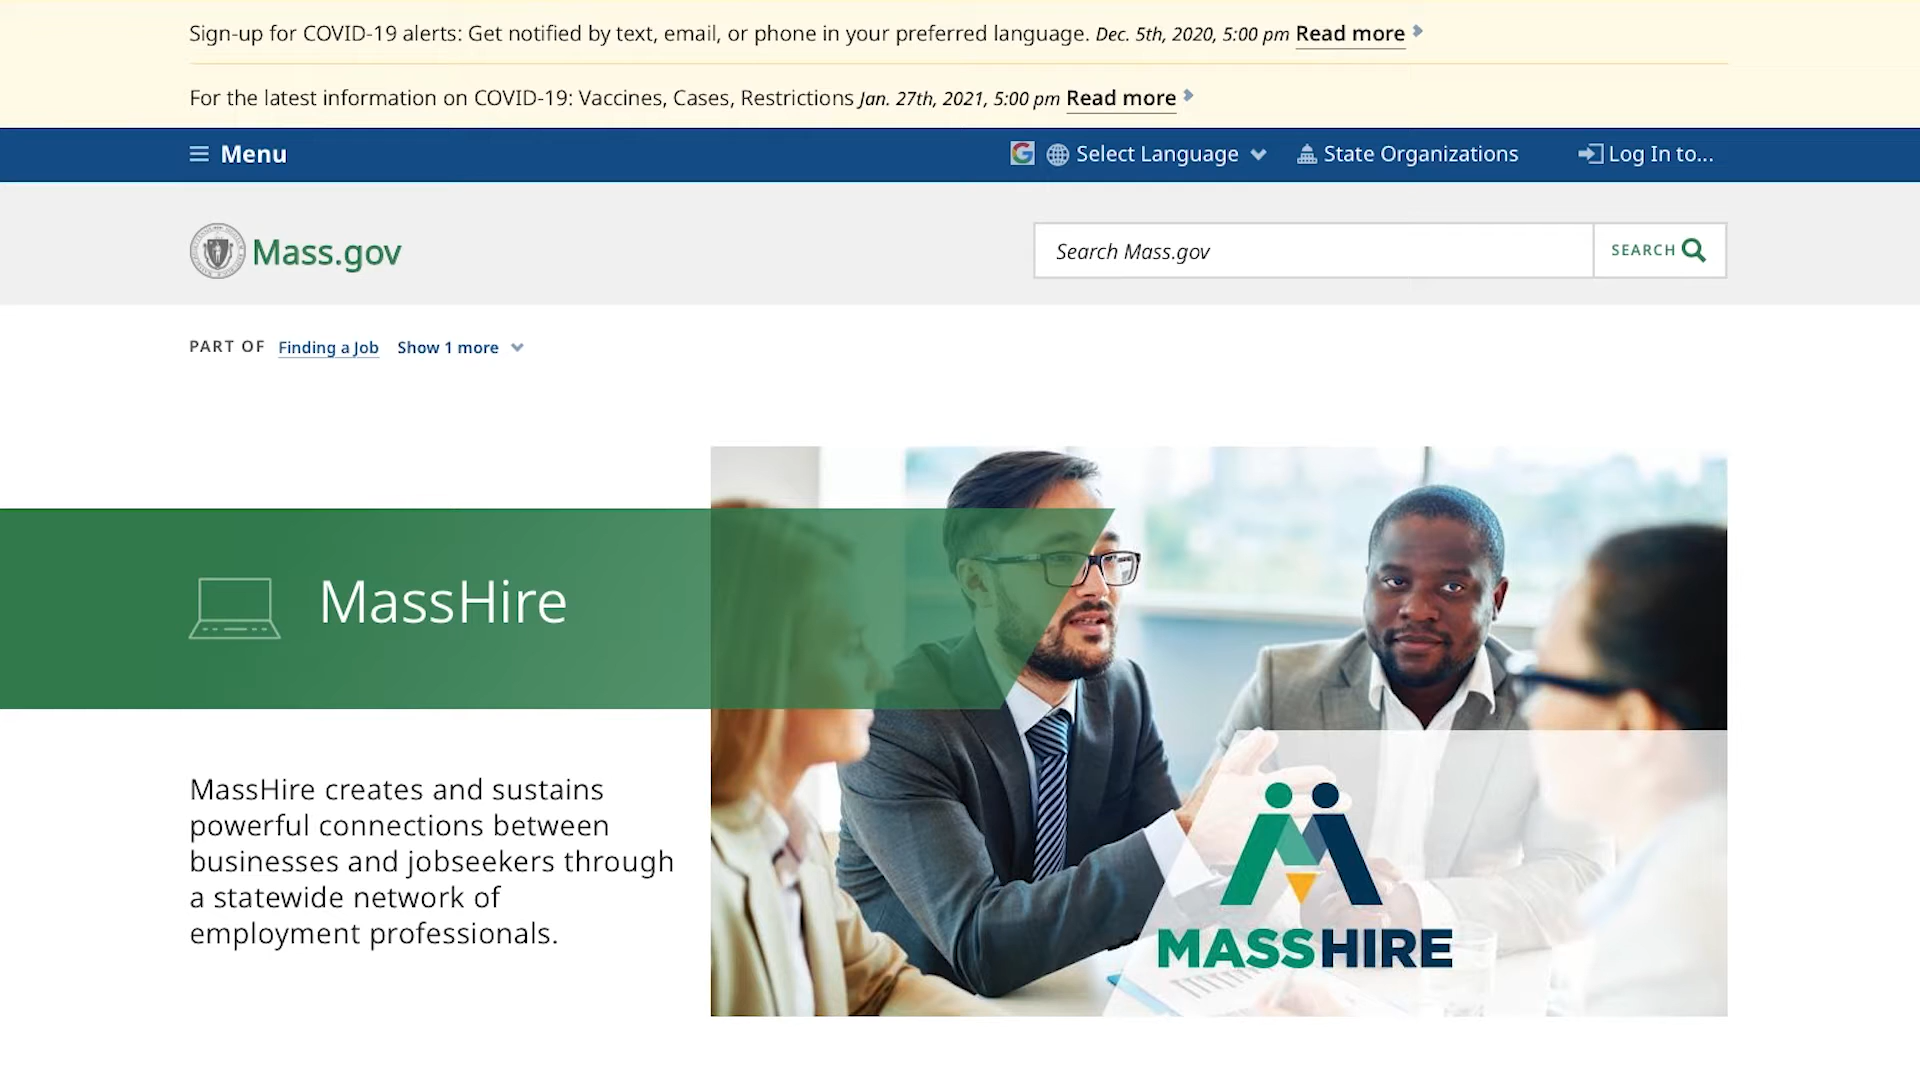 Sign-up for COVID-19 alerts: Get notified by text, email, or phone in your preferred language. Dec. 5th, 2020, 5:00 pm Read more
For the latest information on COVID-19: Vaccines, Cases, Restrictions Jan. 27th, 2021, 5:00 pm Read more
Menu
Select Language
State Organizations
Log In to...
Mass.gov
Search Mass.gov
SEARCH
PART OF Finding a Job Show 1 more
MassHire
MassHire creates and sustains
powerful connections between
businesses and jobseekers through
a statewide network of
employment professionals.
MASSHIRE